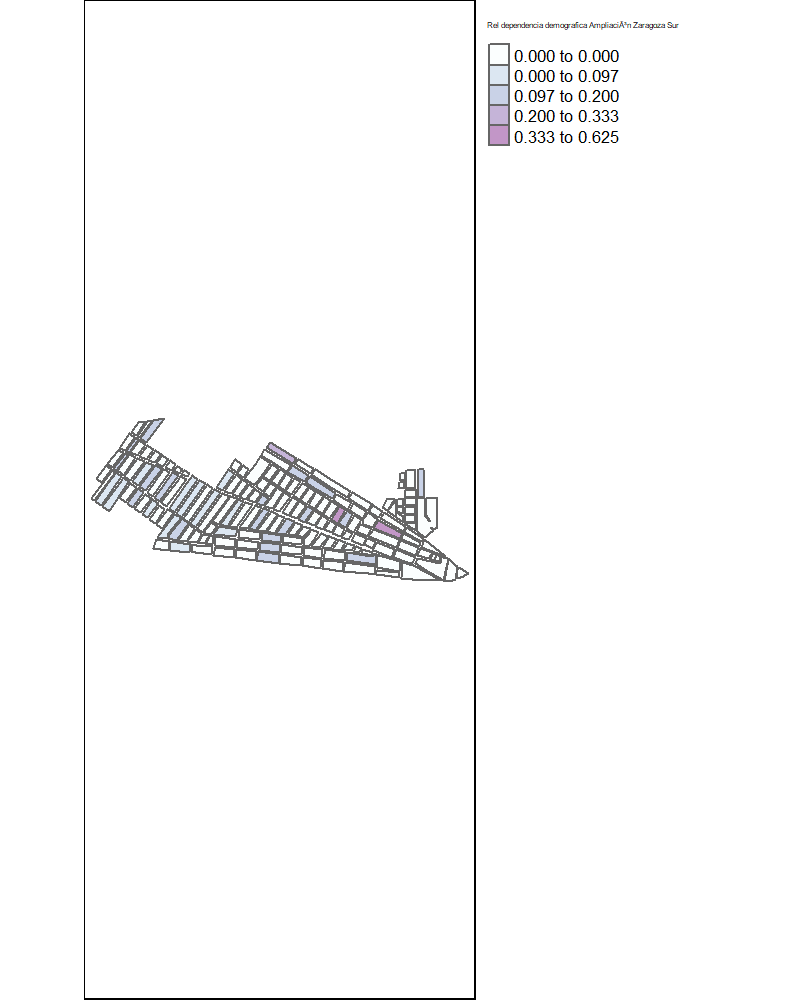 Rel dependencia demografica AmpliaciÃ³n Zaragoza Sur
0.000 to 0.000
0.000 to 0.097
0.097 to 0.200
0.200 to 0.333
0.333 to 0.625